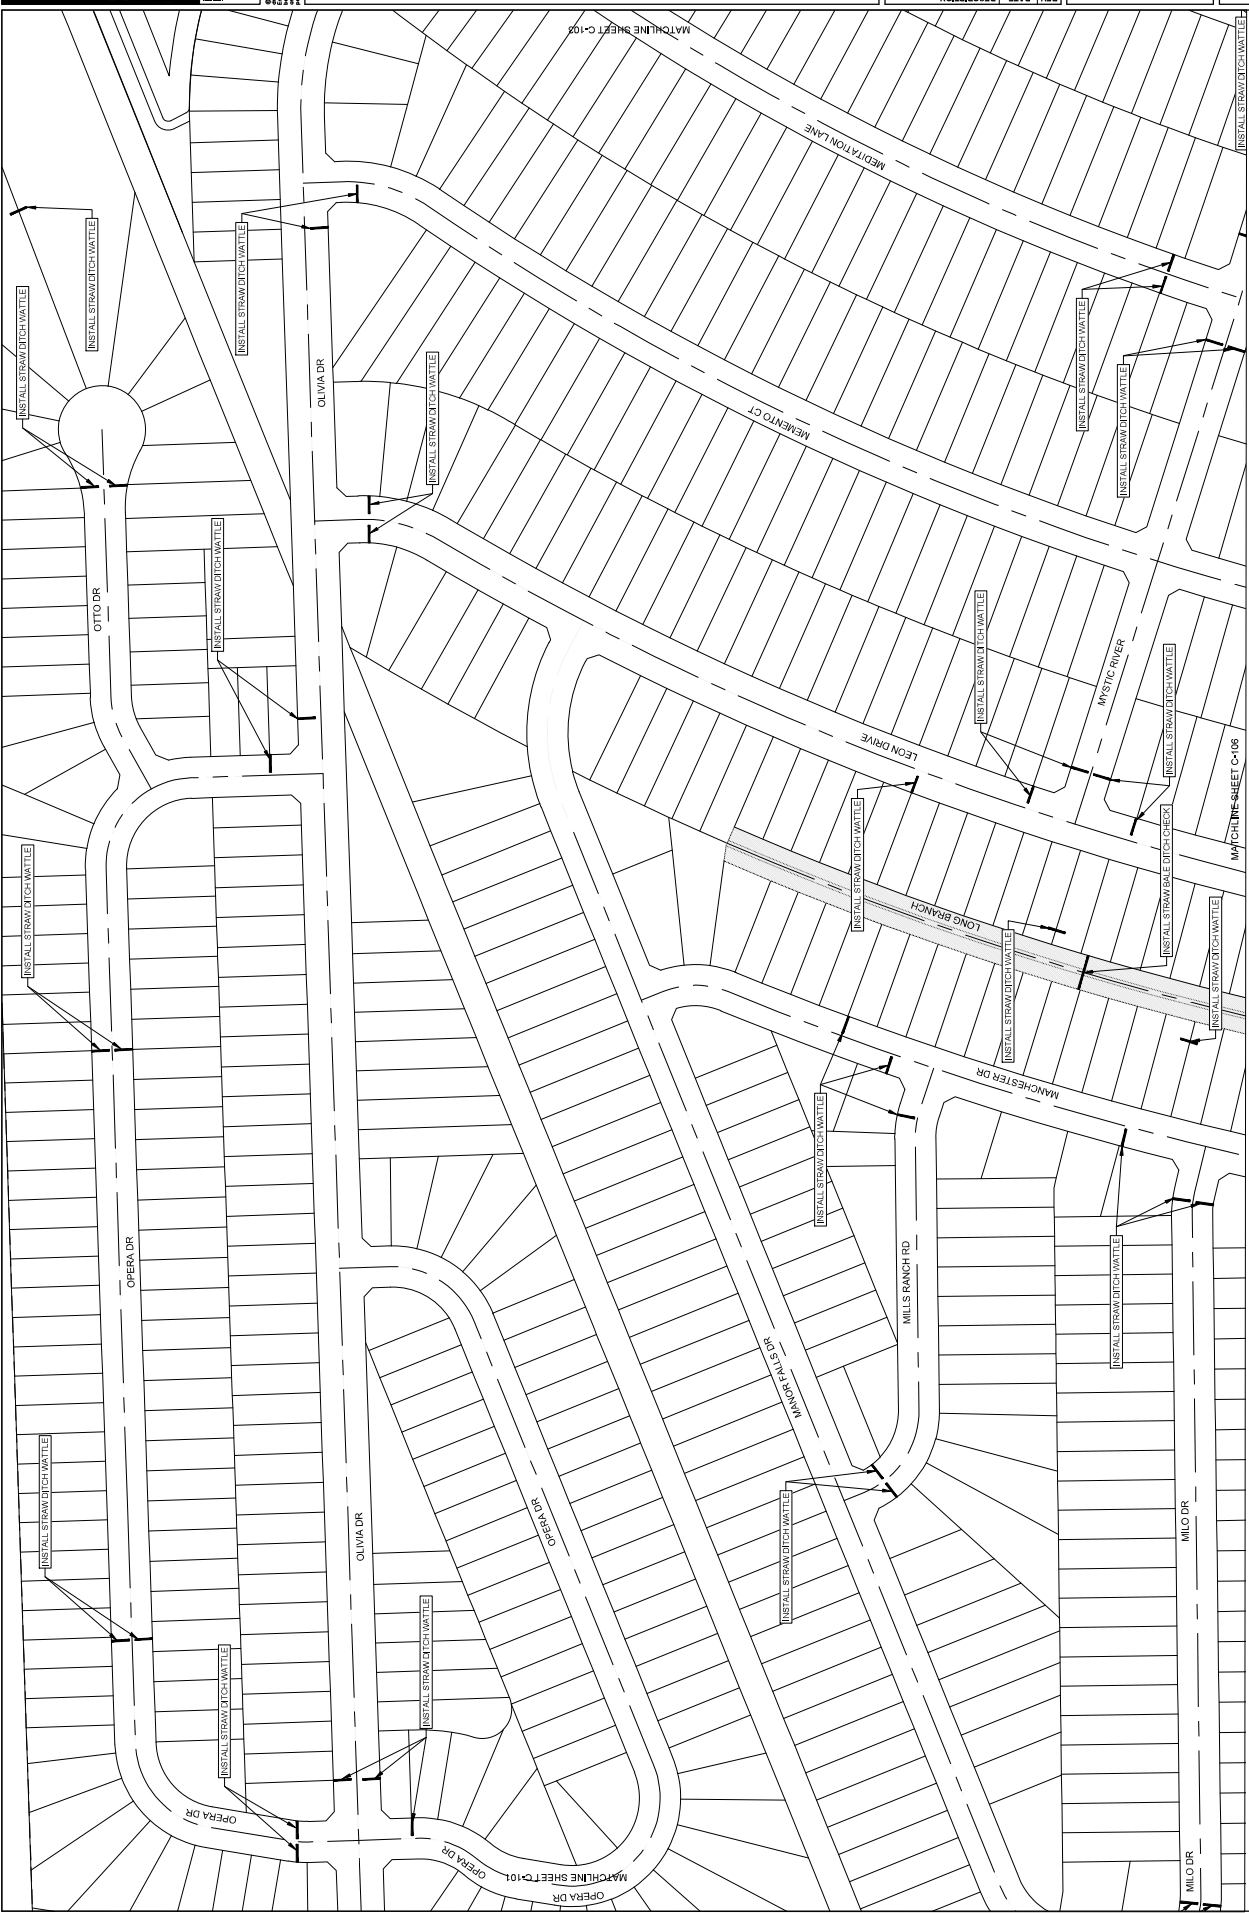 MATCHLINE SHEET C-103
INSTALL STRAW DITCH WATTLE
MEDITATION LANE
INSTALL STRAW DITCH WATTLE
INSTALL STRAW DITCH WATTLE
INSTALL STRAW DITCH WATTLE
OLIVIA DR
INSTALL STRAW DITCH WATTLE
INSTALL STRAW DITCH WATTLE
INSTALL STRAW DITCH WATTLE
MEMENTO CT
OTTO DR
INSTALL STRAW DITCH WATTLE
INSTALL STRAW DITCH WATTLE
MYSTIC RIVER
INSTALL STRAW DITCH WATTLE
LEON DRIVE
MATCHLINE SHEET C-106
INSTALL STRAW DITCH WATTLE
INSTALL STRAW BALE DITCH CHECK
INSTALL STRAW DITCH WATTLE
LONG BRANCH
INSTALL STRAW DITCH WATTLE
INSTALL STRAW DITCH WATTLE
MANCHESTER DR
INSTALL STRAW DITCH WATTLE
OPERA DR
MILLS RANCH RD
INSTALL STRAW DITCH WATTLE
MANOR FALLS DR
INSTALL STRAW DITCH WATTLE
OLIVIA DR
OPERA DR
INSTALL STRAW DITCH WATTLE
MILO DR
INSTALL STRAW DITCH WATTLE
INSTALL STRAW DITCH WATTLE
OPERA DR
OPERA DR
MATCHLINE SHEET C-101
OPERA DR
MILO DR